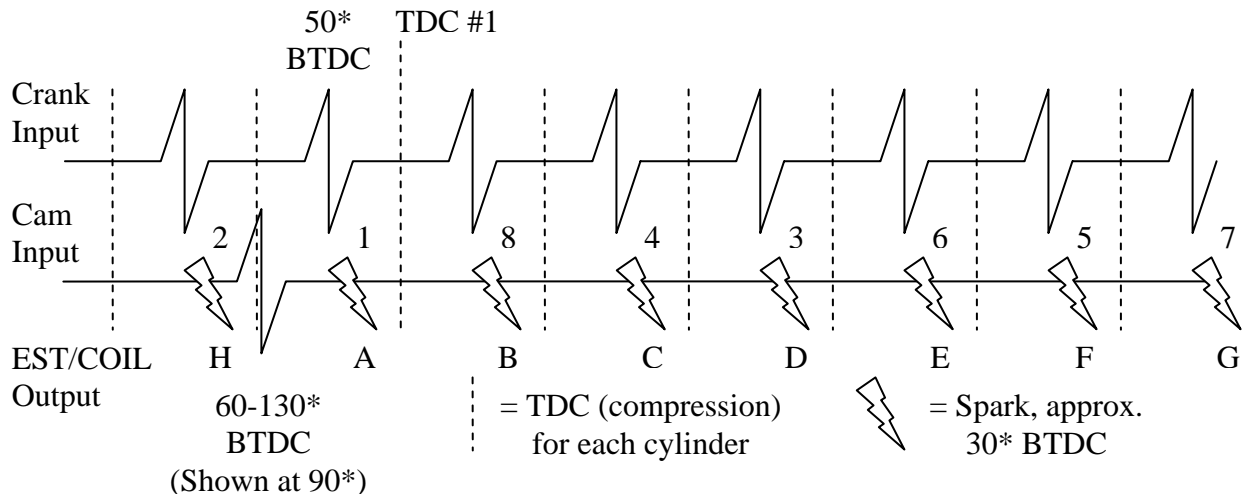 50* TDC #1
BTDC
Crank
Input
Cam
Input
2 1 8 4 3 6 5 7
EST/COIL
Output
H A B C D E F G
60-130*
BTDC
(Shown at 90*)
= TDC (compression)
for each cylinder
= Spark, approx.
30* BTDC